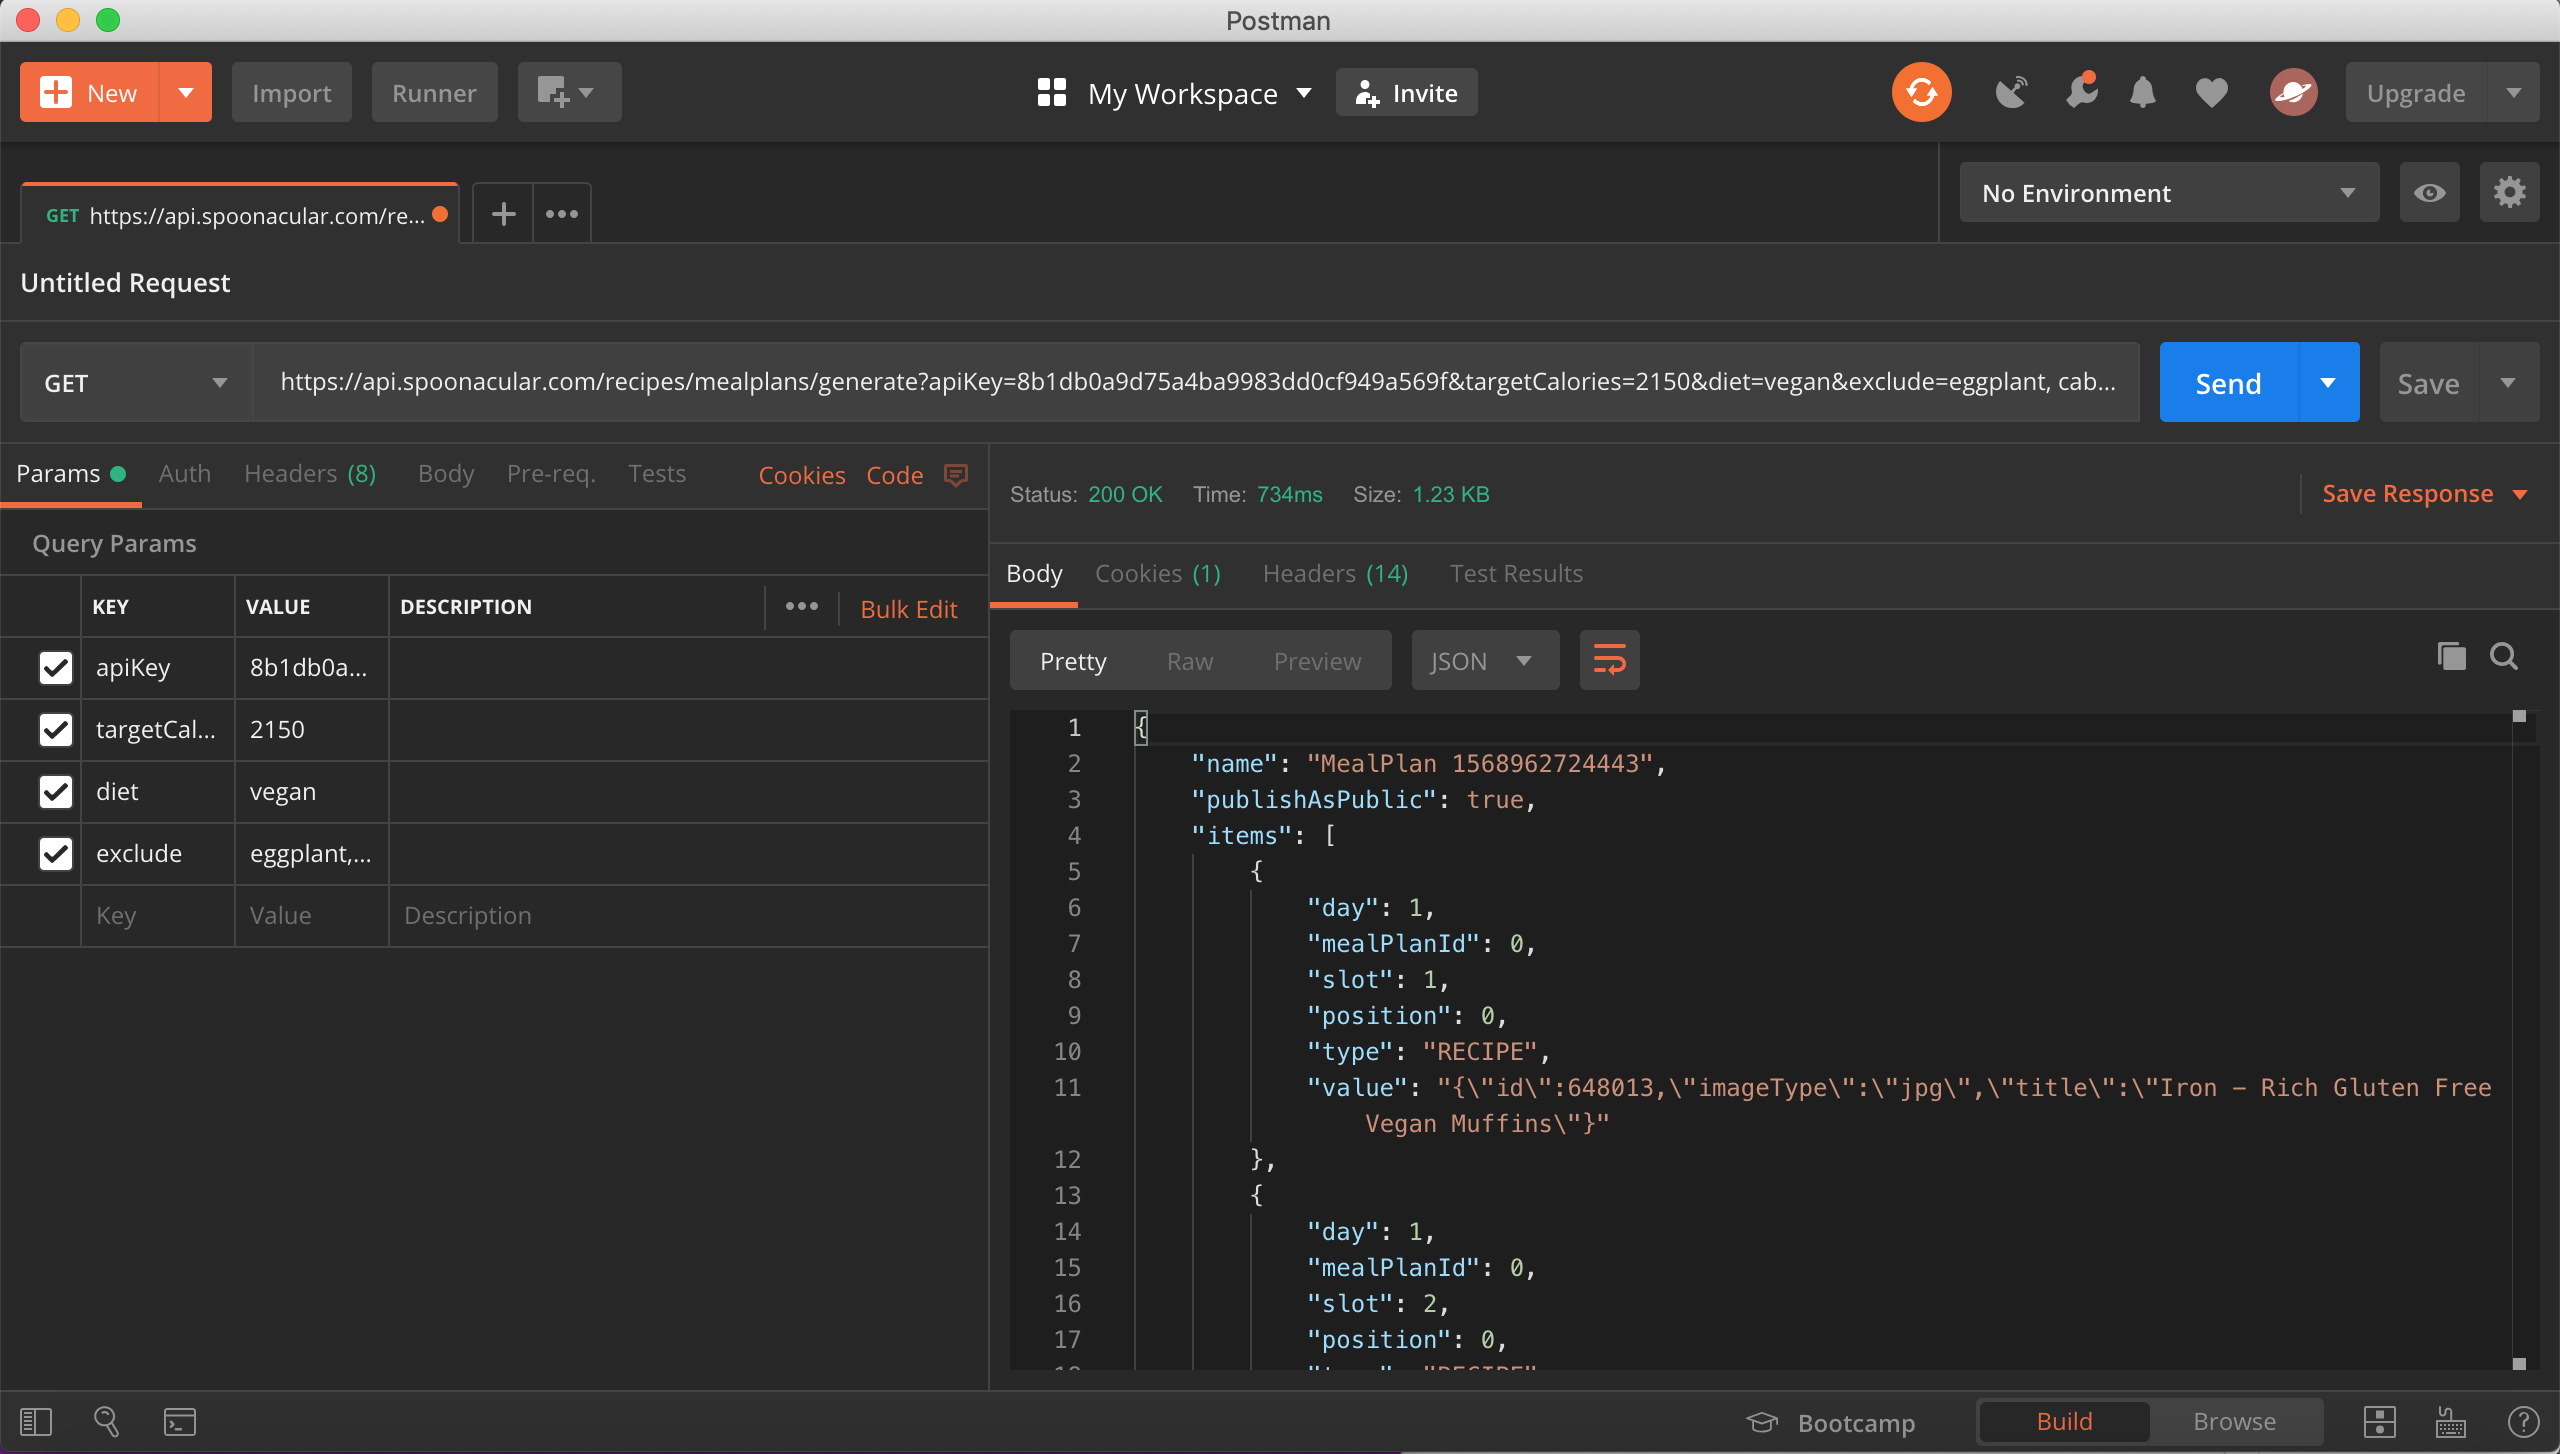 Postman
New
Import
Runner
My Workspace
Invite
Upgrade
GET https://api.spoonacular.com/re...
No Environment
Untitled Request
GET
https://api.spoonacular.com/recipes/mealplans/generate?apiKey=8b1db0a9d75a4ba9983dd0cf949a569f&targetCalories=2150&diet=vegan&exclude=eggplant, cab...
Send
Save
Params
Auth
Headers (8)
Body
Pre-req.
Tests
Cookies
Code
Query Params
KEY VALUE DESCRIPTION
Bulk Edit
apiKey 8b1db0a...
targetCal... 2150
diet vegan
exclude eggplant,...
Key Value Description
Status: 200 OK Time: 734ms Size: 1.23 KB
Save Response
Body
Cookies (1)
Headers (14)
Test Results
Pretty
Raw
Preview
JSON
1 {
2 "name": "MealPlan 1568962724443",
3 "publishAsPublic": true,
4 "items": [
5 {
6 "day": 1,
7 "mealPlanId": 0,
8 "slot": 1,
9 "position": 0,
10 "type": "RECIPE",
11 "value": "{\"id\":648013,\"imageType\":\"jpg\",\"title\":\"Iron - Rich Gluten Free
Vegan Muffins\"}"
12 },
13 {
14 "day": 1,
15 "mealPlanId": 0,
16 "slot": 2,
17 "position": 0,
Bootcamp
Build
Browse